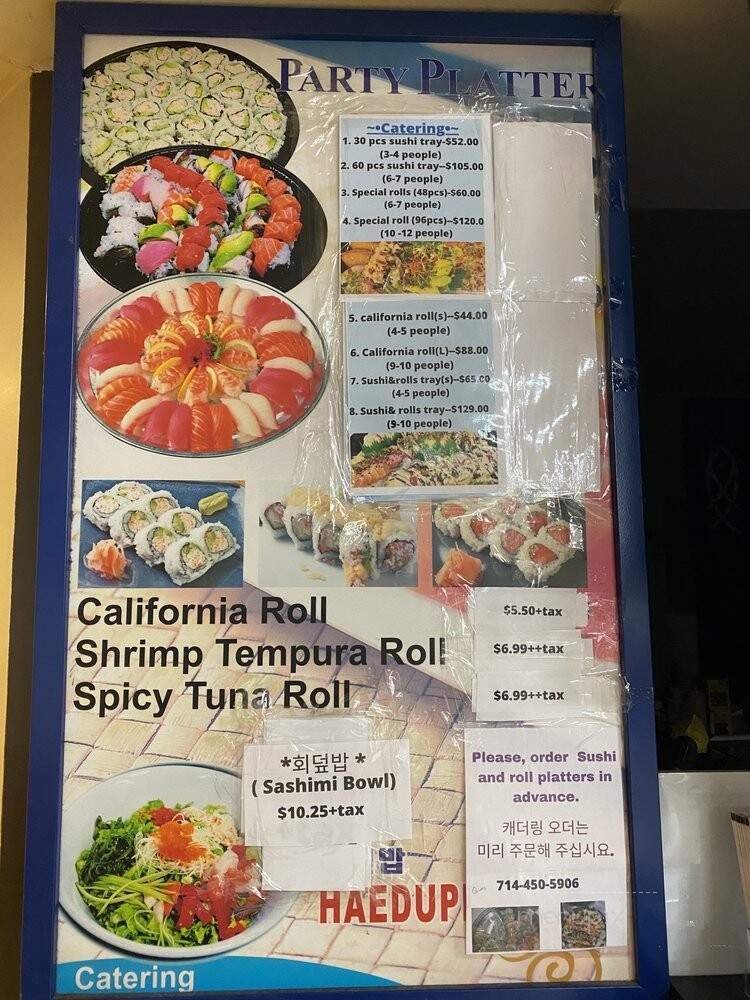 PARTY PLATTER
~•Catering•~
1. 30 pcs sushi tray-$52.00
(3-4 people)
2. 60 pcs sushi tray--$105.00
(6-7 people)
3. Special rolls (48pcs)-$60.00
(6-7 people)
4. Special roll (96pcs)--$120.0
(10 -12 people)
5. california roll(s)--$44.00
(4-5 people)
6. California roll(L)--$88.00
(9-10 people)
7. Sushi&rolls tray(s)--$65.00
(4-5 people)
8. Sushi& rolls tray--$129.00
(9-10 people)
California Roll $5.50+tax
Shrimp Tempura Roll $6.99++tax
Spicy Tuna Roll $6.99++tax
*회덮밥 *
( Sashimi Bowl)
$10.25+tax
밥
HAEDUP
Please, order Sushi
and roll platters in
advance.
캐더링 오더는
미리 주문해 주십시요.
714-450-5906
Catering